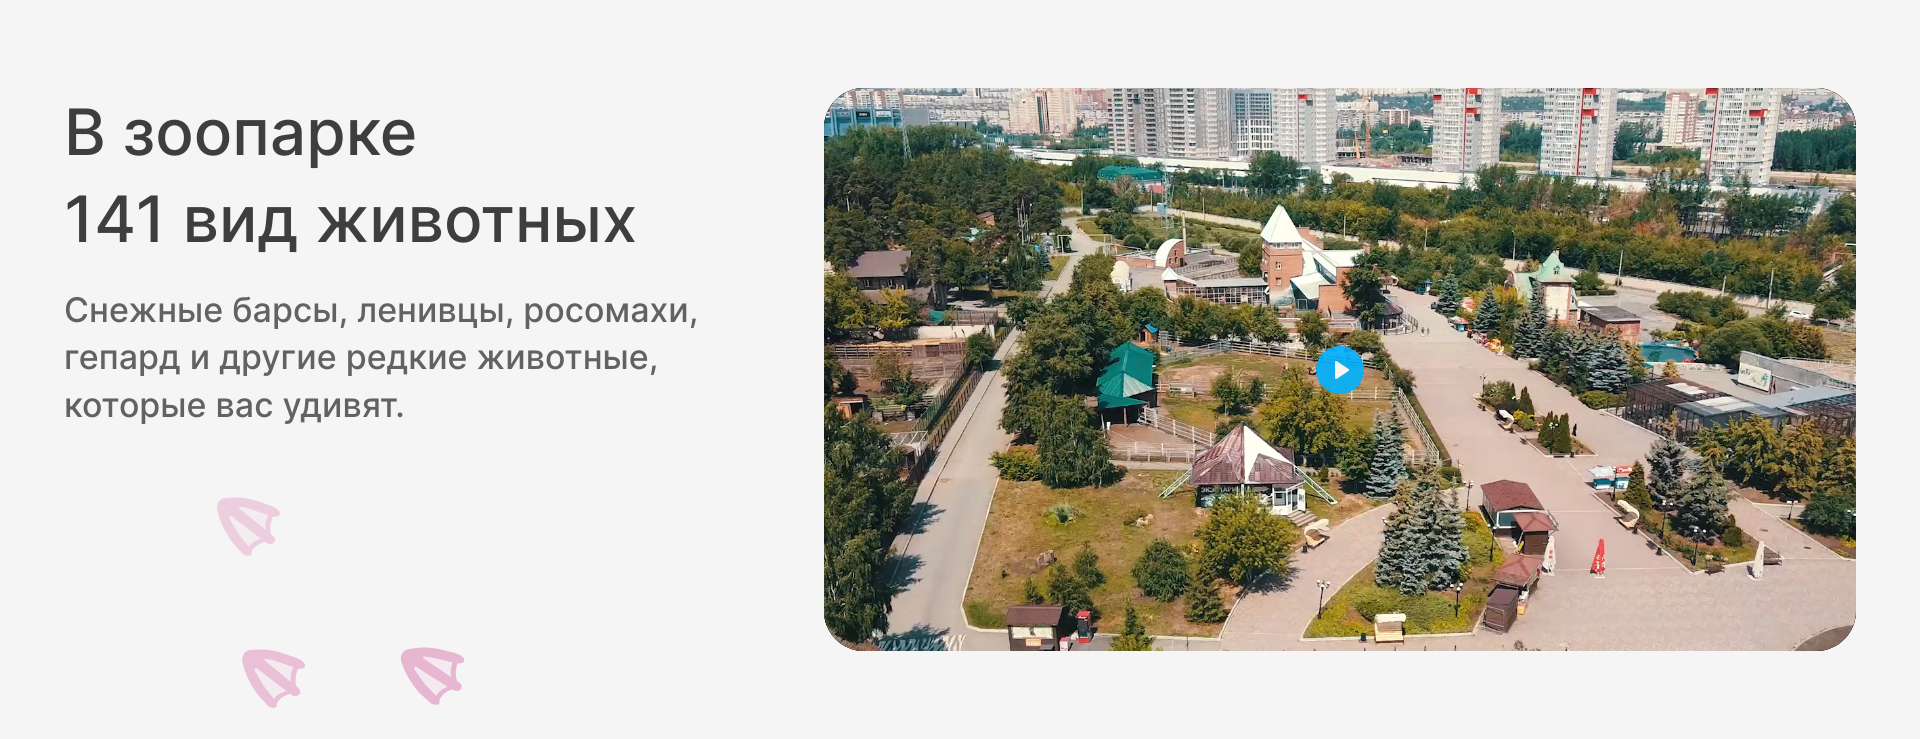 В зоопарке
141 вид животных
Снежные барсы, ленивцы, росомахи,
гепард и другие редкие животные,
которые вас удивят.